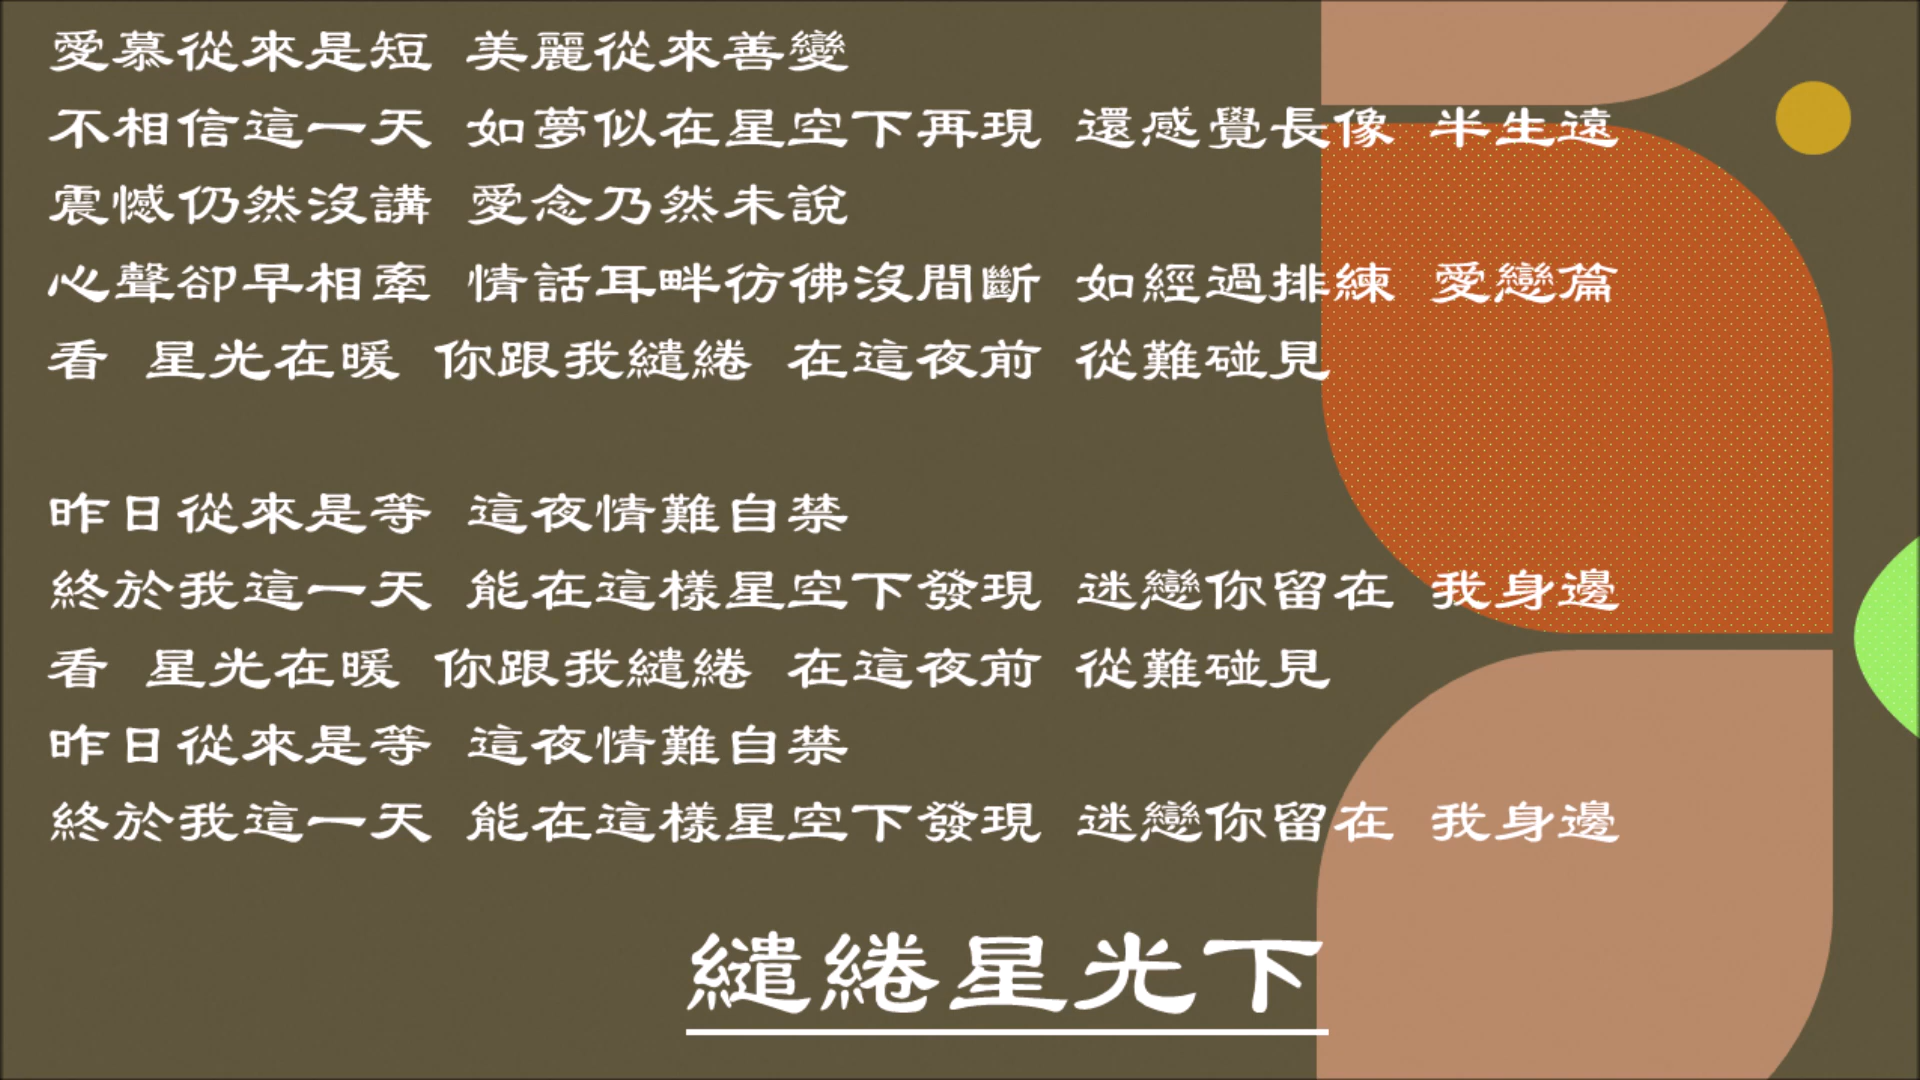 愛慕從來是短 美麗從來善變
不相信這一天 如夢似在星空下再現 還感覺長像 半生遠
震憾仍然沒講 愛念乃然未說
心聲卻早相牽 情話耳畔彷彿沒間斷 如經過排練 愛戀篇
看 星光在暖 你跟我繾綣 在這夜前 從難碰見
昨日從來是等 這夜情難自禁
終於我這一天 能在這樣星空下發現 迷戀你留在 我身邊
看 星光在暖 你跟我繾綣 在這夜前 從難碰見
昨日從來是等 這夜情難自禁
終於我這一天 能在這樣星空下發現 迷戀你留在 我身邊
繾綣星光下